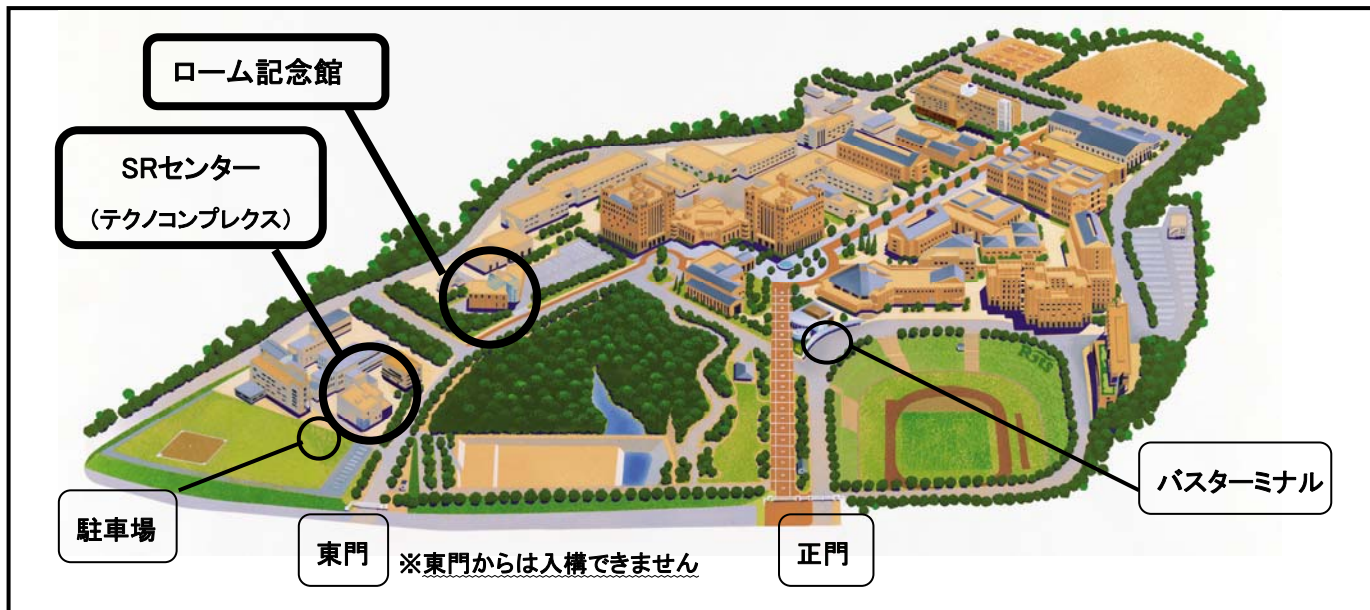 ローム記念館
SRセンター
(テクノコンプレクス)
バスターミナル
駐車場
東門
※東門からは入構できません
正門